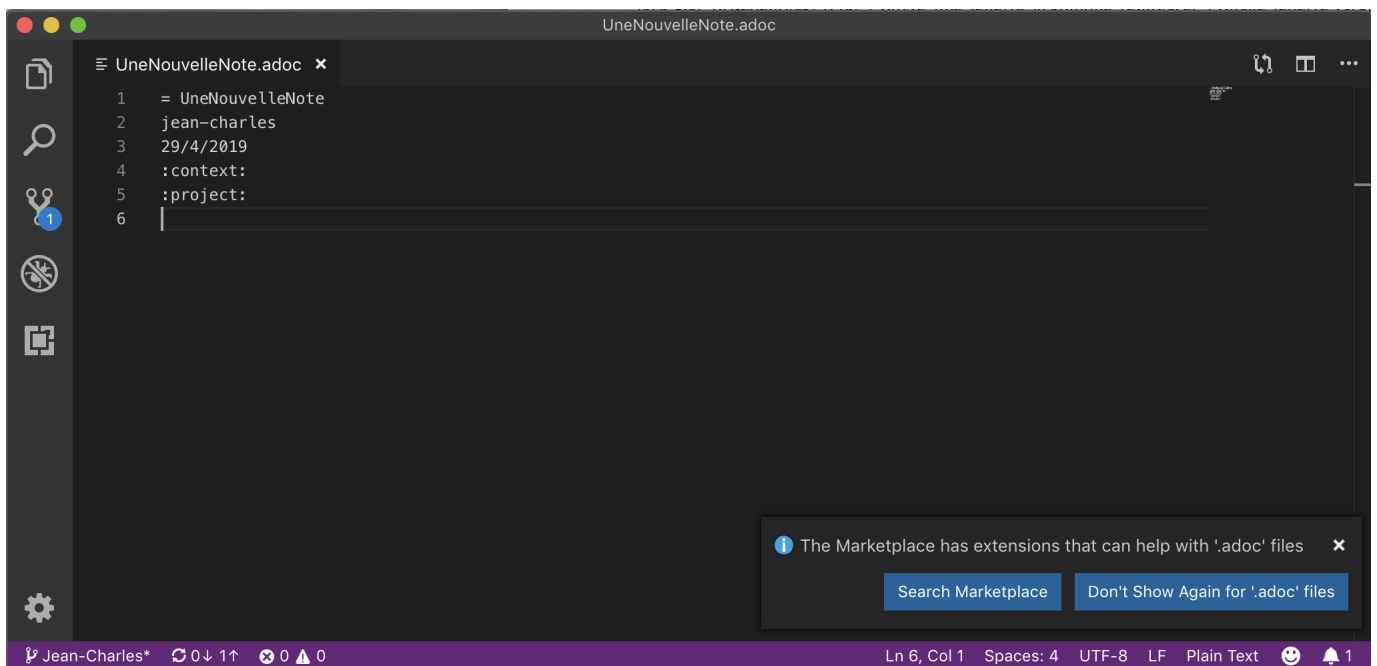 UneNouvelleNote.adoc
UneNouvelleNote.adoc
1 = UneNouvelleNote
2 jean-charles
3 29/4/2019
4 :context:
5 :project:
6
1
The Marketplace has extensions that can help with '.adoc' files
Search Marketplace Don't Show Again for '.adoc' files
Jean-Charles* 0↓ 1↑ 0 0 Ln 6, Col 1 Spaces: 4 UTF-8 LF Plain Text 1